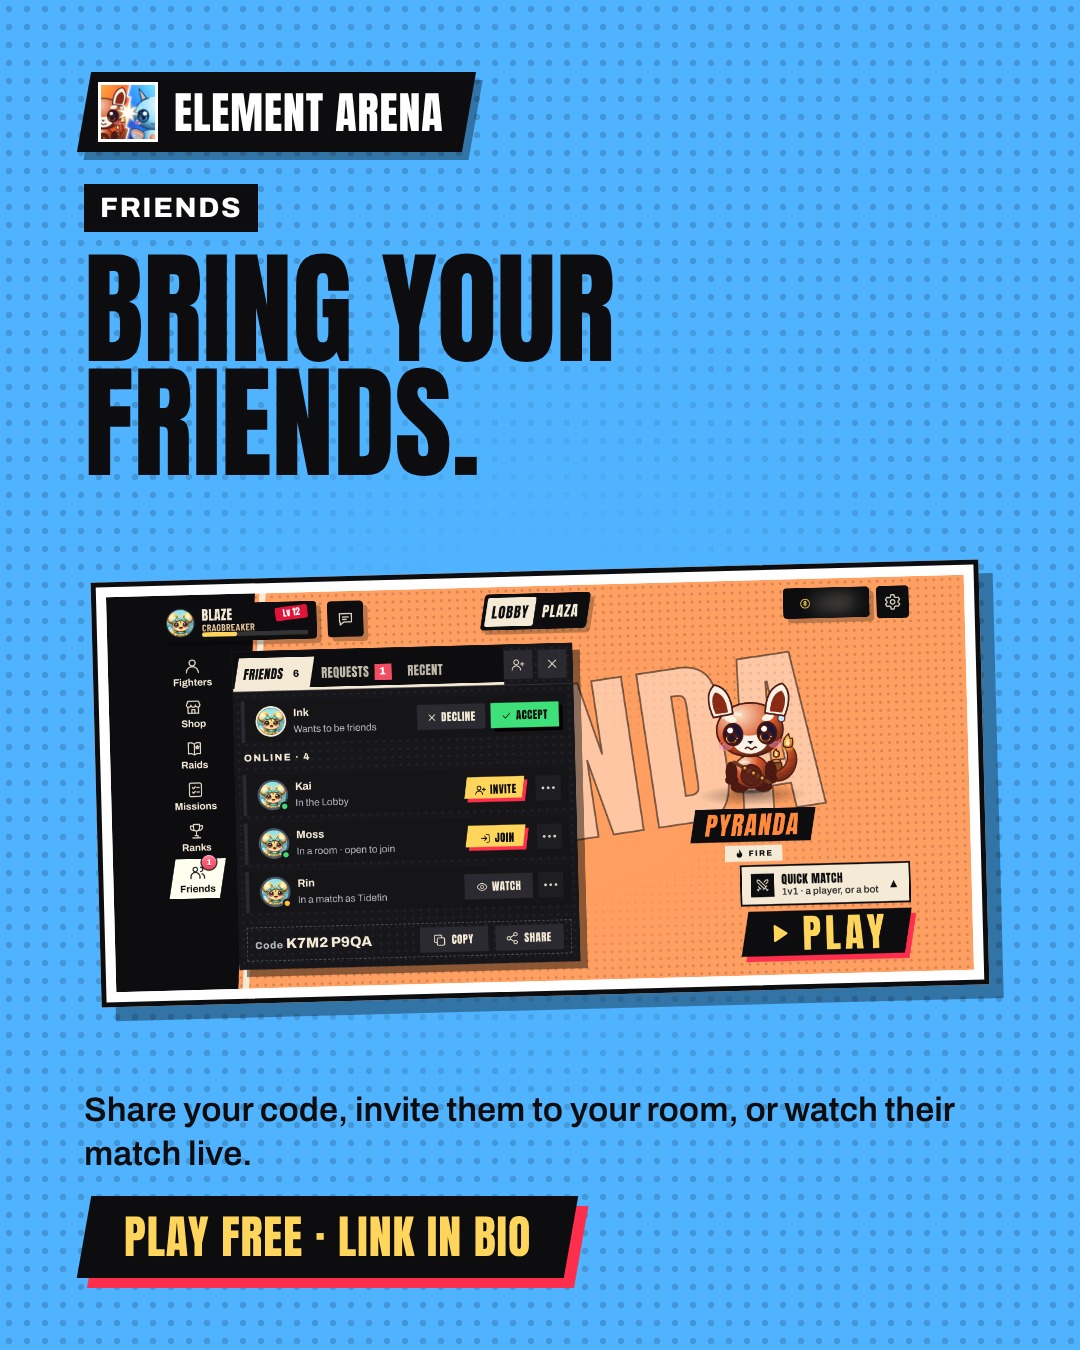 ELEMENT ARENA
FRIENDS
BRING YOUR
FRIENDS.
BLAZE
Lv 12
CRAGBREAKER
LOBBY PLAZA
Fighters
Shop
Raids
Missions
Ranks
1
Friends
FRIENDS 6 REQUESTS 1 RECENT
Ink
Wants to be friends
DECLINE ACCEPT
ONLINE · 4
Kai
In the Lobby
INVITE
Moss
In a room · open to join
JOIN
Rin
In a match as Tidefin
WATCH
Code K7M2 P9QA
COPY SHARE
NDA
PYRANDA
FIRE
QUICK MATCH
1v1 · a player, or a bot
PLAY
Share your code, invite them to your room, or watch their
match live.
PLAY FREE · LINK IN BIO